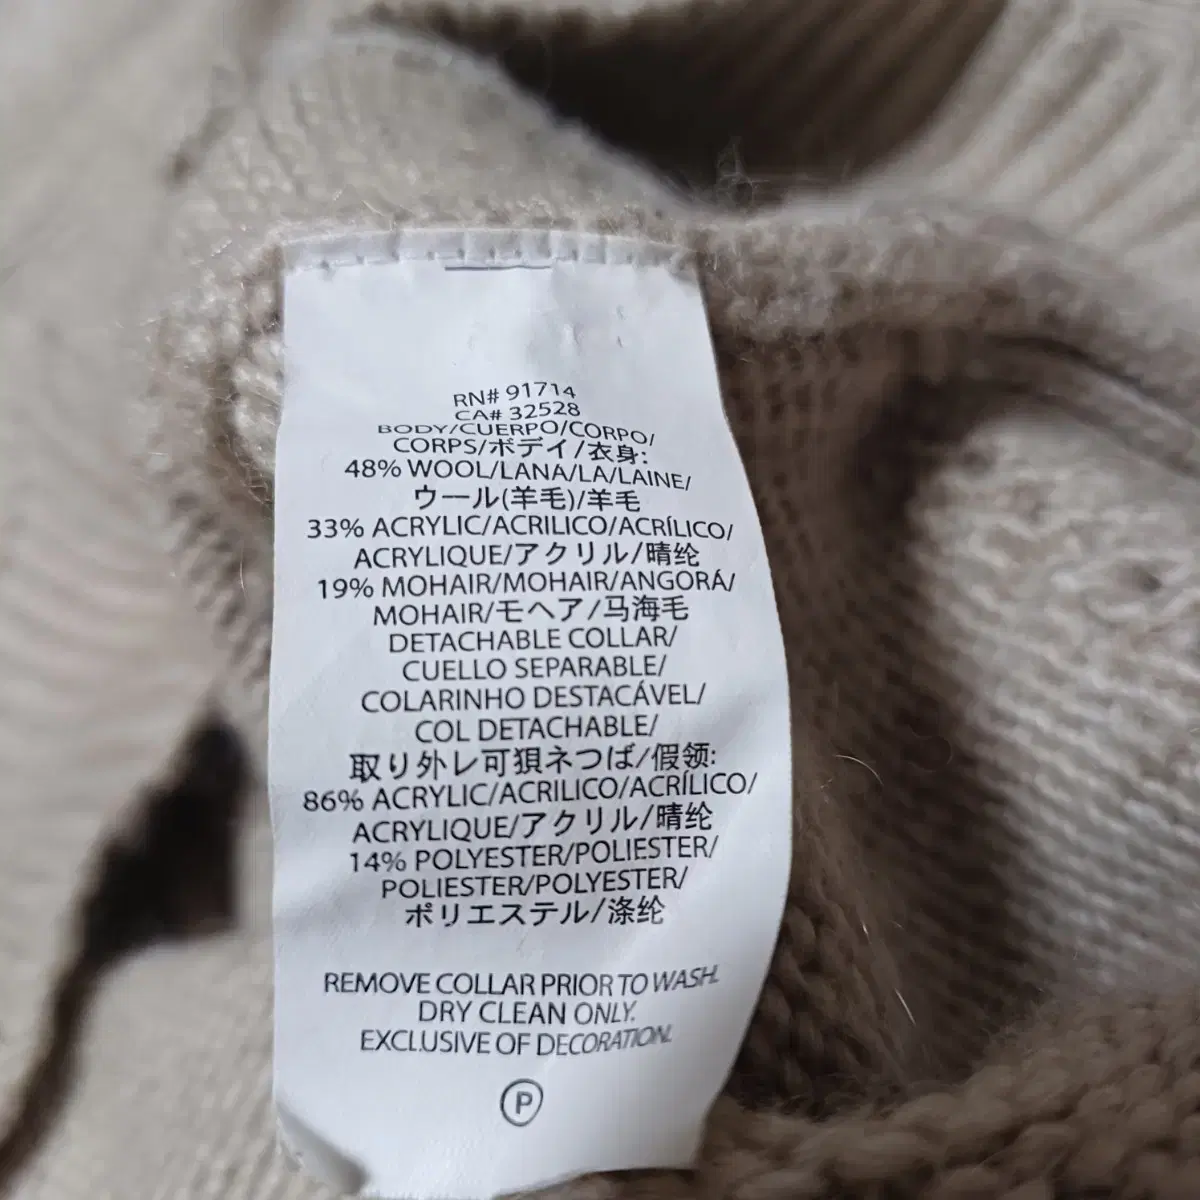 RN# 91714
CA# 32528
BODY/CUERPO/CORPO/
CORPS/ボディ/衣身:
48% WOOL/LANA/LA/LAINE/
ウール(羊毛)/羊毛
33% ACRYLIC/ACRILICO/ACRÍLICO/
ACRYLIQUE/アクリル/晴纶
19% MOHAIR/MOHAIR/ANGORÁ/
MOHAIR/モヘア/马海毛
DETACHABLE COLLAR/
CUELLO SEPARABLE/
COLARINHO DESTACÁVEL/
COL DETACHABLE/
取り外レ可狽ネつば/假领:
86% ACRYLIC/ACRILICO/ACRÍLICO/
ACRYLIQUE/アクリル/晴纶
14% POLYESTER/POLIESTER/
POLIESTER/POLYESTER/
ポリエステル/涤纶
REMOVE COLLAR PRIOR TO WASH.
DRY CLEAN ONLY.
EXCLUSIVE OF DECORATION.
P